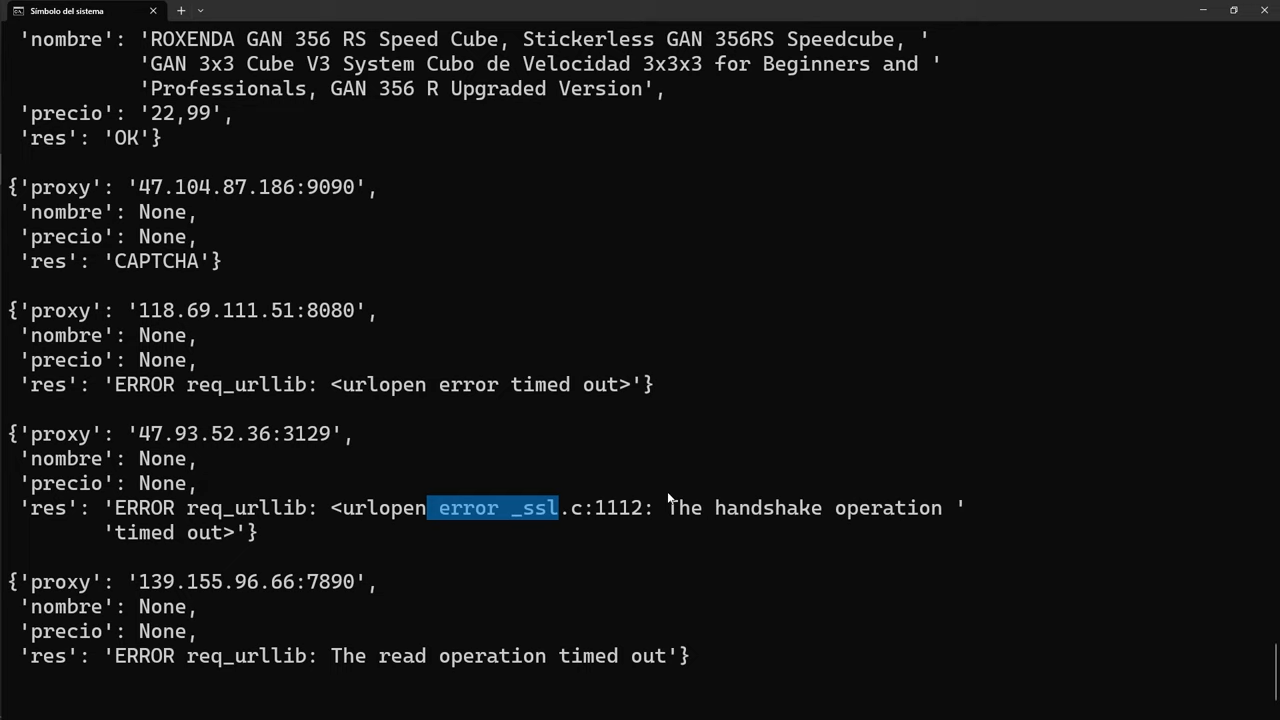 Símbolo del sistema
'nombre': 'ROXENDA GAN 356 RS Speed Cube, Stickerless GAN 356RS Speedcube, '
'GAN 3x3 Cube V3 System Cubo de Velocidad 3x3x3 for Beginners and '
'Professionals, GAN 356 R Upgraded Version',
'precio': '22,99',
'res': 'OK'}
{'proxy': '47.104.87.186:9090',
'nombre': None,
'precio': None,
'res': 'CAPTCHA'}
{'proxy': '118.69.111.51:8080',
'nombre': None,
'precio': None,
'res': 'ERROR req_urllib: <urlopen error timed out>'}
{'proxy': '47.93.52.36:3129',
'nombre': None,
'precio': None,
'res': 'ERROR req_urllib: <urlopen error _ssl.c:1112: The handshake operation '
'timed out>'}
{'proxy': '139.155.96.66:7890',
'nombre': None,
'precio': None,
'res': 'ERROR req_urllib: The read operation timed out'}